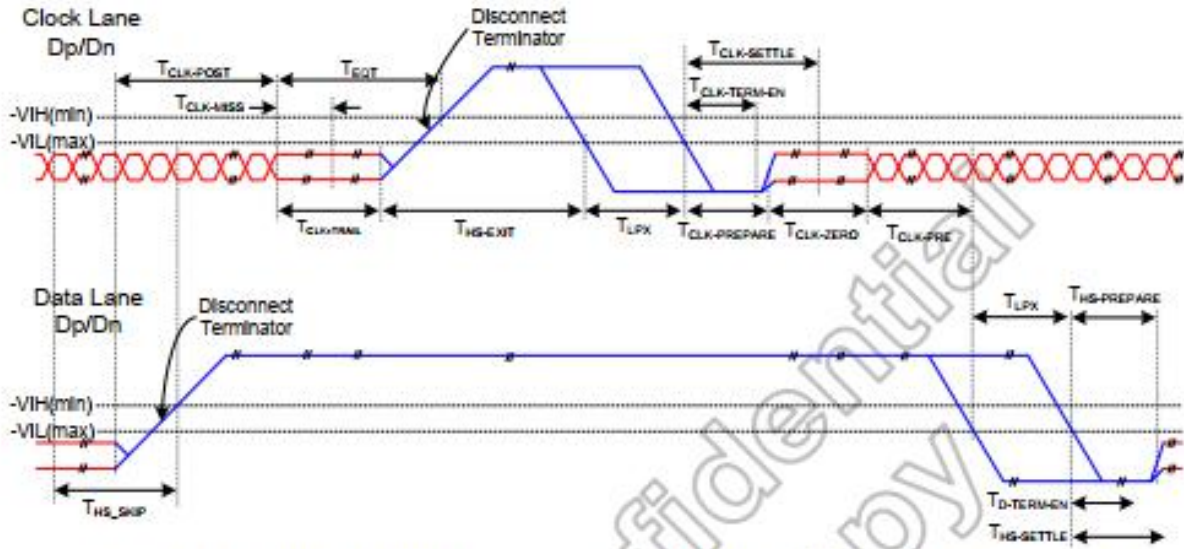 Clock Lane
Dp/Dn
Disconnect
Terminator
TCLK-POST
TEOT
TCLK-SETTLE
TCLK-MISS
TCLK-TERM-EN
-VIH(min)
-VIL(max)
TCLK-TRAIL
THS-EXIT
TLPX
TCLK-PREPARE
TCLK-ZERO
TCLK-PRE
Data Lane
Dp/Dn
Disconnect
Terminator
TLPX
THS-PREPARE
-VIH(min)
-VIL(max)
THS_SKIP
TD-TERM-EN
THS-SETTLE
fidential
py